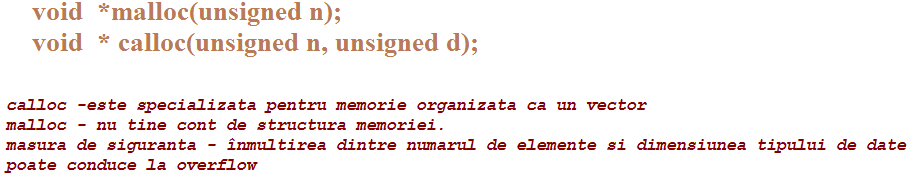 void *malloc(unsigned n);
void * calloc(unsigned n, unsigned d);
calloc -este specializata pentru memorie organizata ca un vector
malloc - nu tine cont de structura memoriei.
masura de siguranta - înmultirea dintre numarul de elemente si dimensiunea tipului de date
poate conduce la overflow